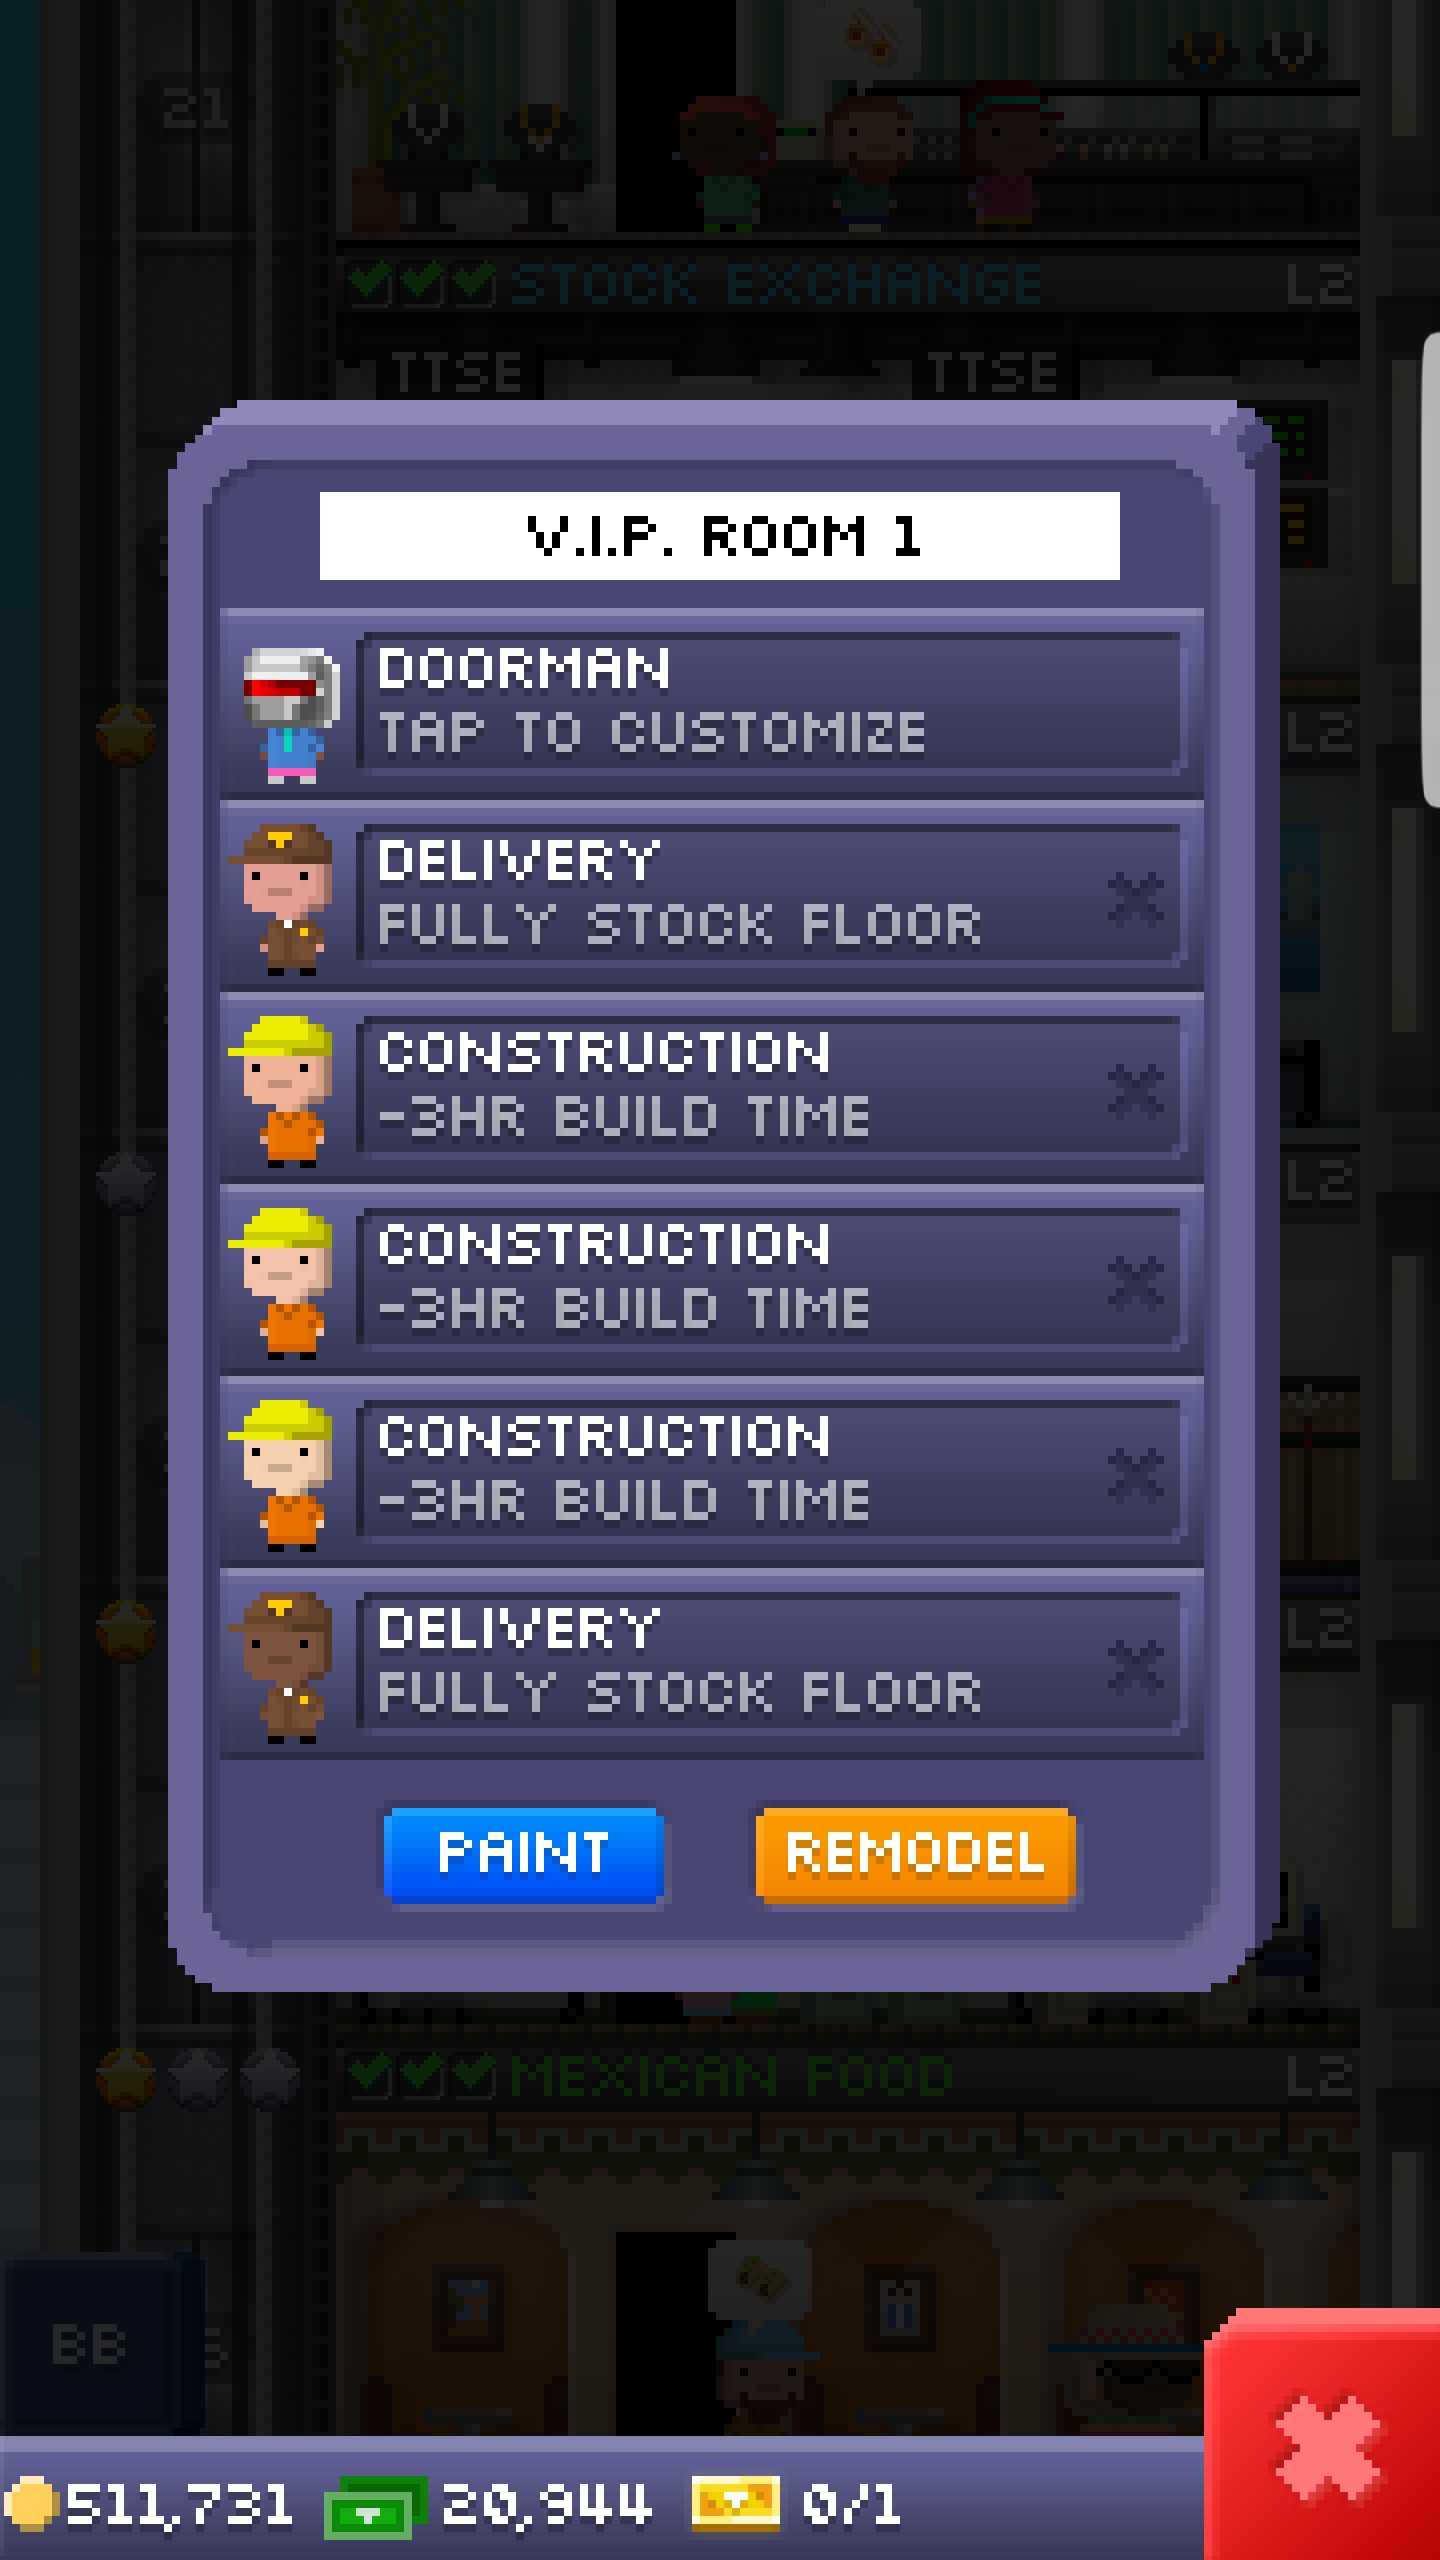 21
STOCK EXCHANGE L2
TTSE TTSE
V.I.P. ROOM 1
DOORMAN
TAP TO CUSTOMIZE
L2
DELIVERY
FULLY STOCK FLOOR
CONSTRUCTION
-3HR BUILD TIME
L2
CONSTRUCTION
-3HR BUILD TIME
CONSTRUCTION
-3HR BUILD TIME
DELIVERY
FULLY STOCK FLOOR
L2
PAINT REMODEL
MEXICAN FOOD L2
BB
511,731 20,944 0/1